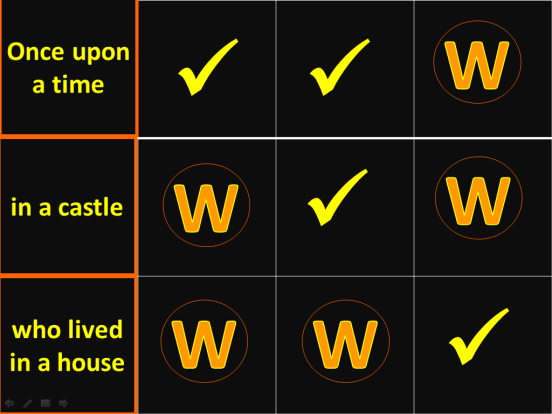 Once upon
a time
W
in a castle
W
W
who lived
in a house
W
W